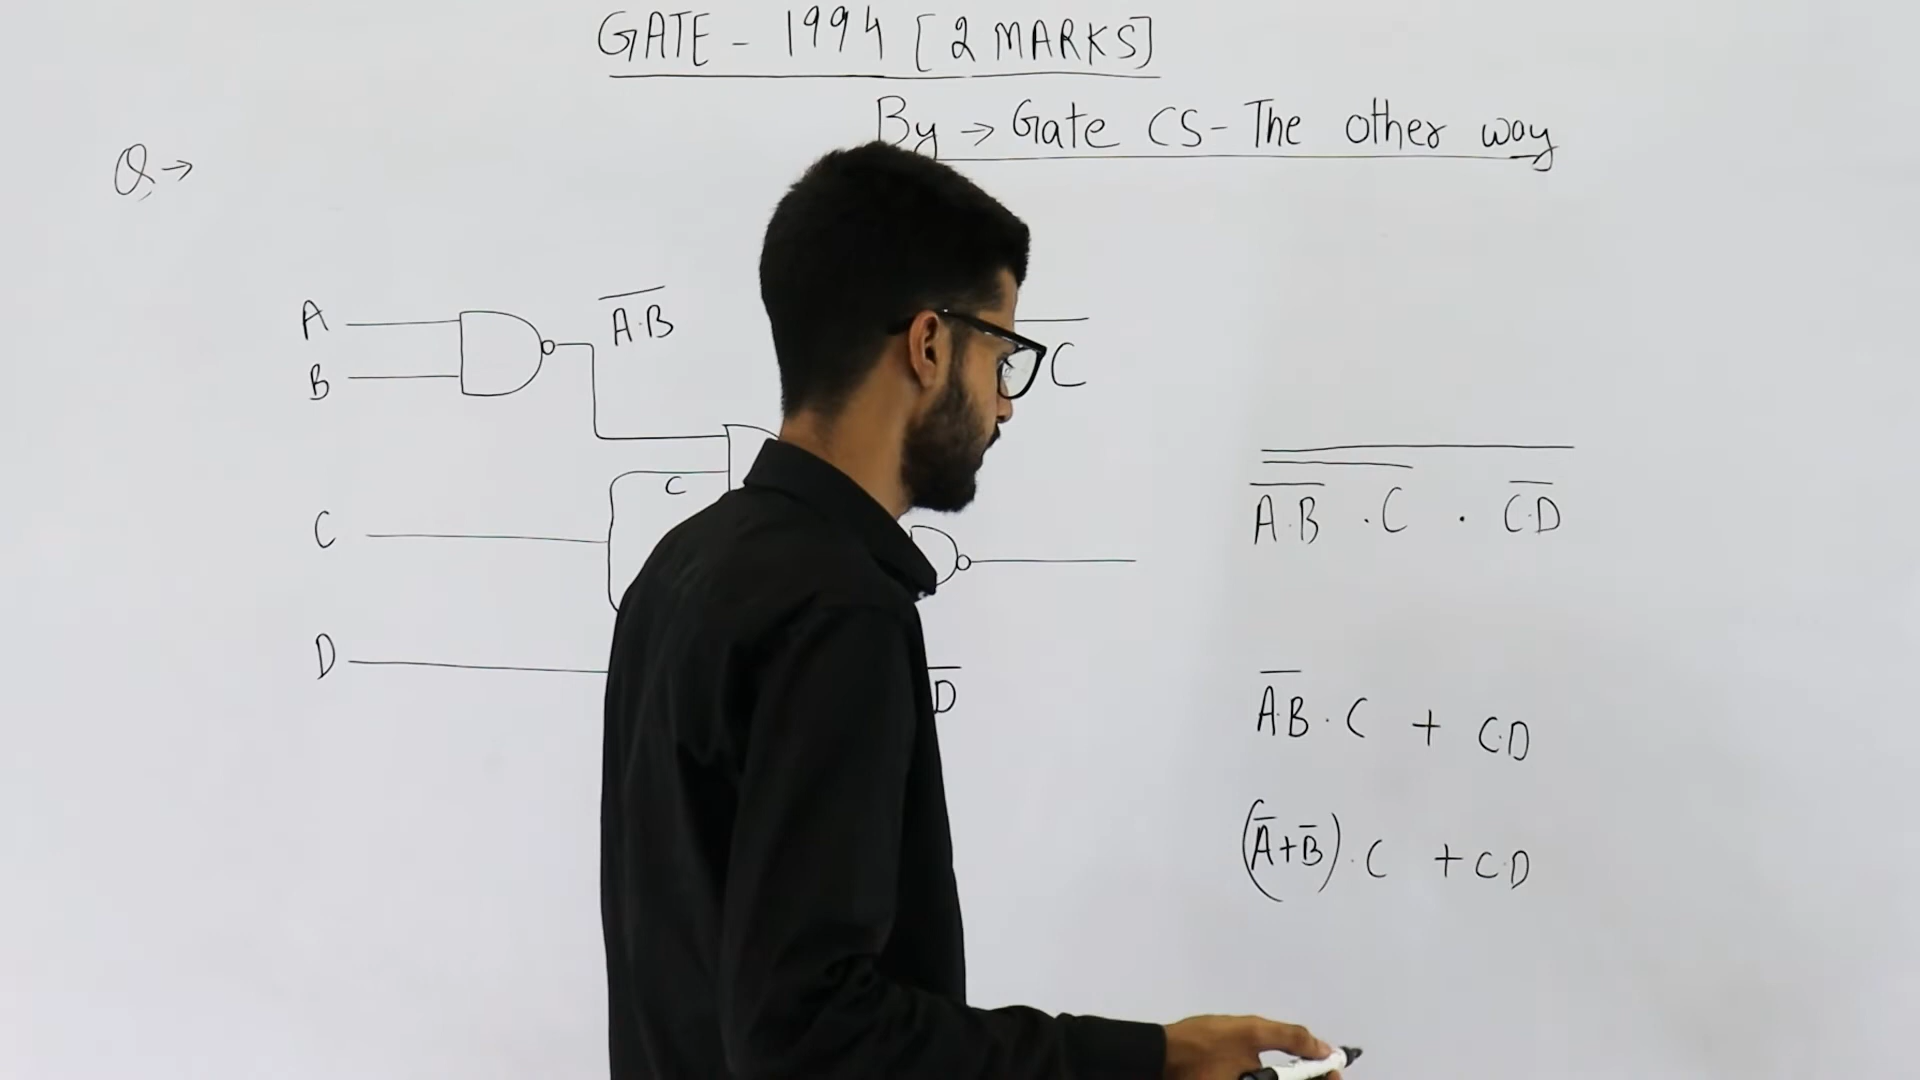 GATE - 1994 [2 MARKS]
By → Gate CS - The other way
Q →
A
B
A̅·̅B̅
C
C
C
D
D̅
A̅·̅B̅ · C · C̅·̅D̅
A̅·̅B̅ · C + C·D
(A̅+B̅) · C + C·D